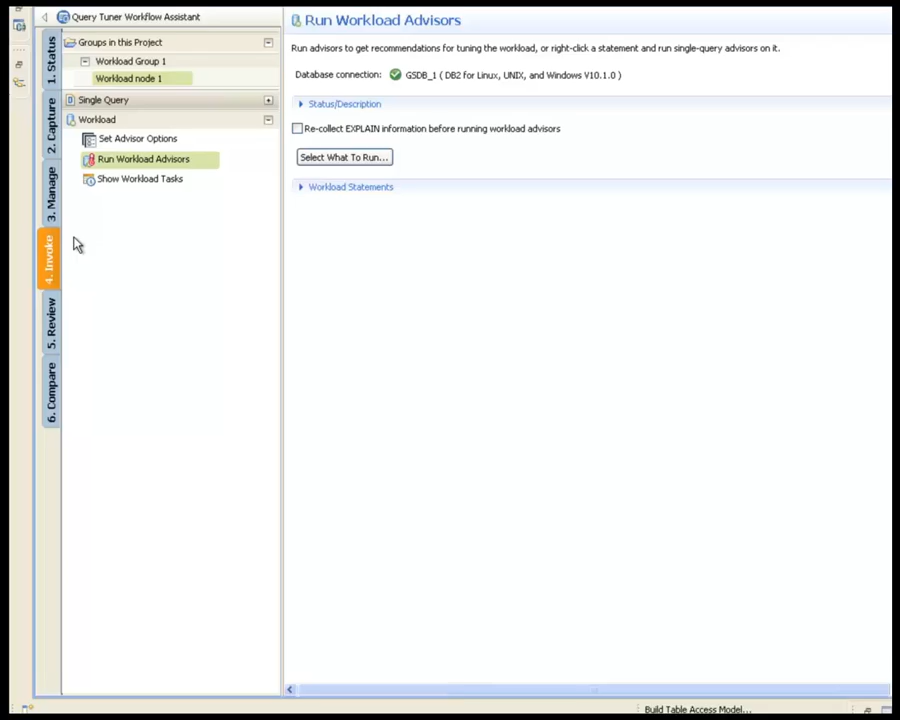 Query Tuner Workflow Assistant
1. Status
2. Capture
3. Manage
4. Invoke
5. Review
6. Compare
Groups in this Project
Workload Group 1
Workload node 1
Single Query
Workload
Set Advisor Options
Run Workload Advisors
Show Workload Tasks
Run Workload Advisors
Run advisors to get recommendations for tuning the workload, or right-click a statement and run single-query advisors on it.
Database connection: GSDB_1 ( DB2 for Linux, UNIX, and Windows V10.1.0 )
Status/Description
Re-collect EXPLAIN information before running workload advisors
Select What To Run...
Workload Statements
Build Table Access Model...